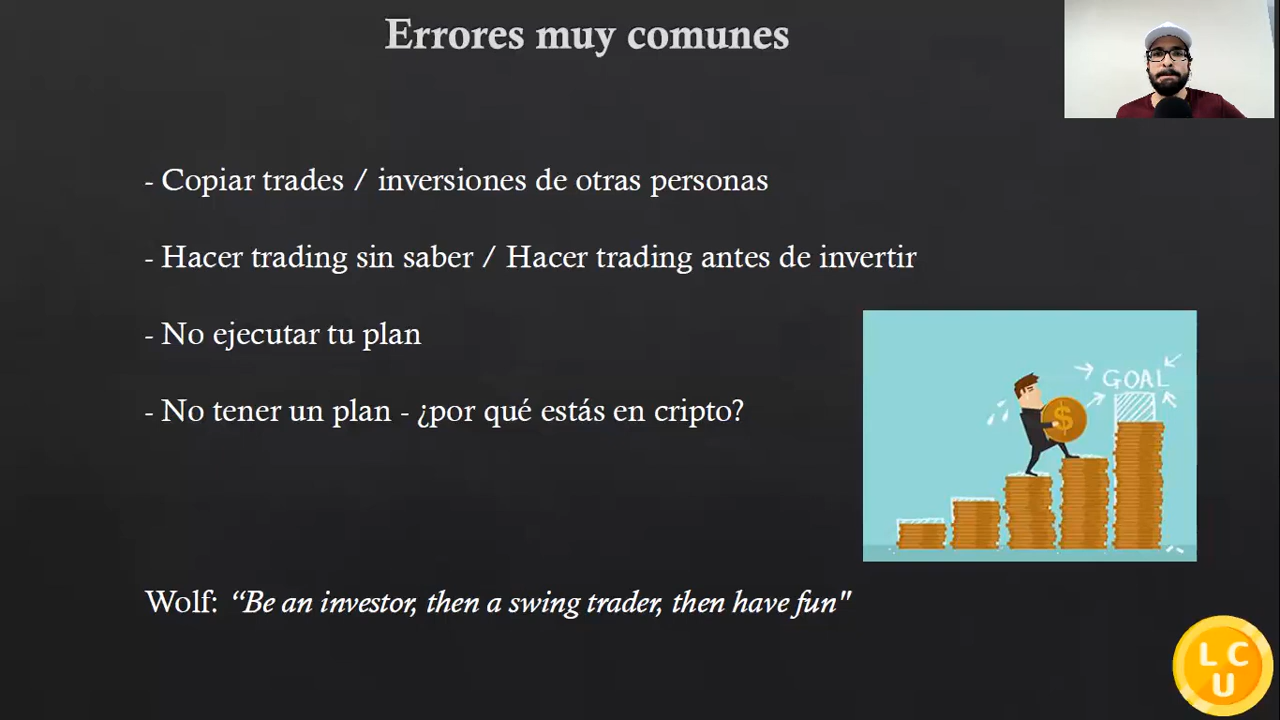 Errores muy comunes
- Copiar trades / inversiones de otras personas
- Hacer trading sin saber / Hacer trading antes de invertir
- No ejecutar tu plan
- No tener un plan - ¿por qué estás en cripto?
GOAL
$
Wolf: “Be an investor, then a swing trader, then have fun"
L C
U